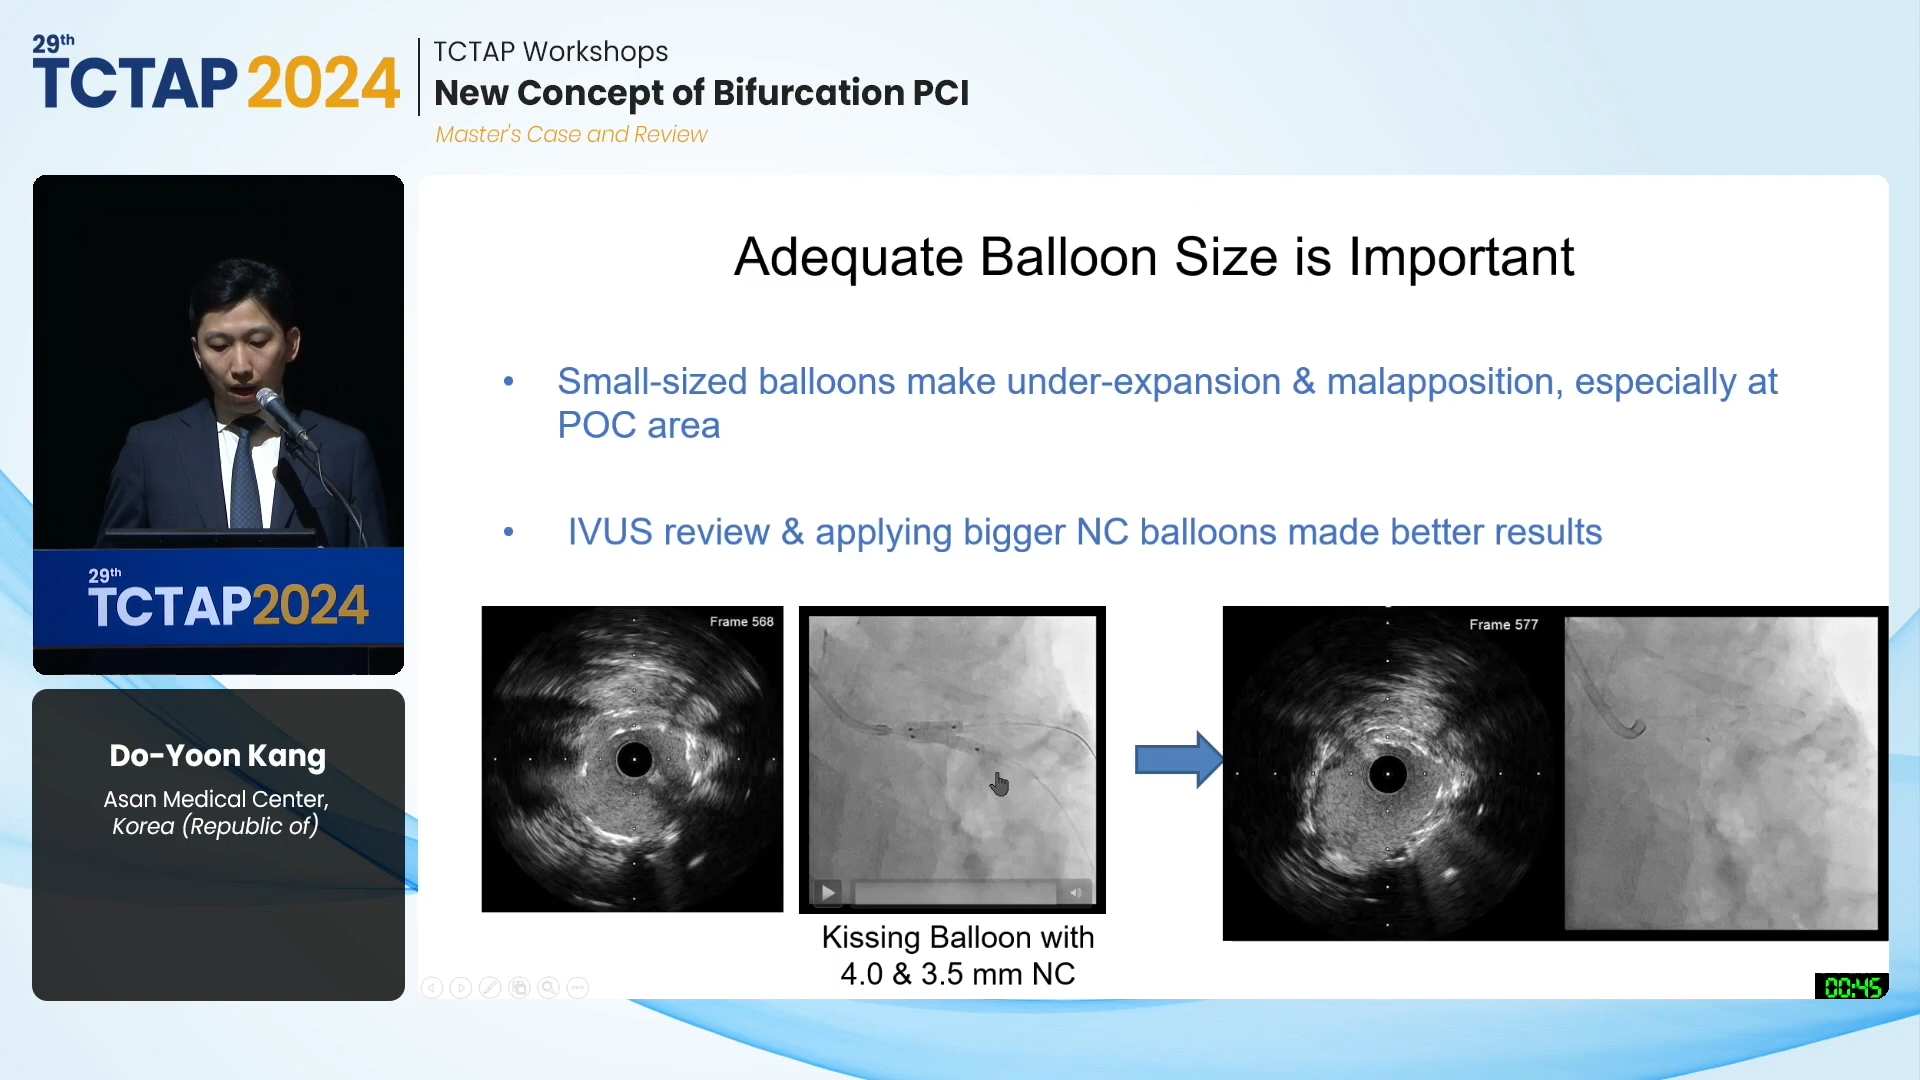 29th
TCTAP 2024
TCTAP Workshops
New Concept of Bifurcation PCI
Master's Case and Review
29th
TCTAP2024
Do-Yoon Kang
Asan Medical Center,
Korea (Republic of)
Adequate Balloon Size is Important
• Small-sized balloons make under-expansion & malapposition, especially at
POC area
• IVUS review & applying bigger NC balloons made better results
Frame 568
Frame 577
Kissing Balloon with
4.0 & 3.5 mm NC
00:45